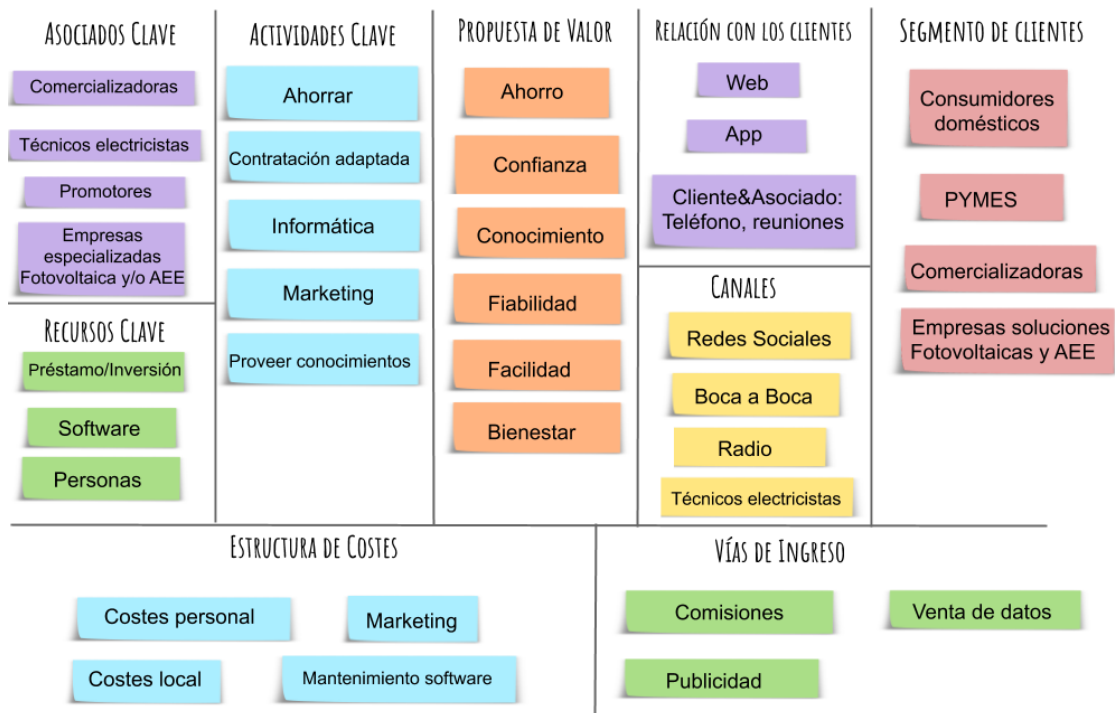 Asociados Clave
Comercializadoras
Técnicos electricistas
Promotores
Empresas
especializadas
Fotovoltaica y/o AEE
Recursos Clave
Préstamo/Inversión
Software
Personas
Actividades Clave
Ahorrar
Contratación adaptada
Informática
Marketing
Proveer conocimientos
Propuesta de Valor
Ahorro
Confianza
Conocimiento
Fiabilidad
Facilidad
Bienestar
Relación con los clientes
Web
App
Cliente&Asociado:
Teléfono, reuniones
Canales
Redes Sociales
Boca a Boca
Radio
Técnicos electricistas
Segmento de clientes
Consumidores
domésticos
PYMES
Comercializadoras
Empresas soluciones
Fotovoltaicas y AEE
Estructura de Costes
Costes personal
Marketing
Costes local
Mantenimiento software
Vías de Ingreso
Comisiones
Venta de datos
Publicidad